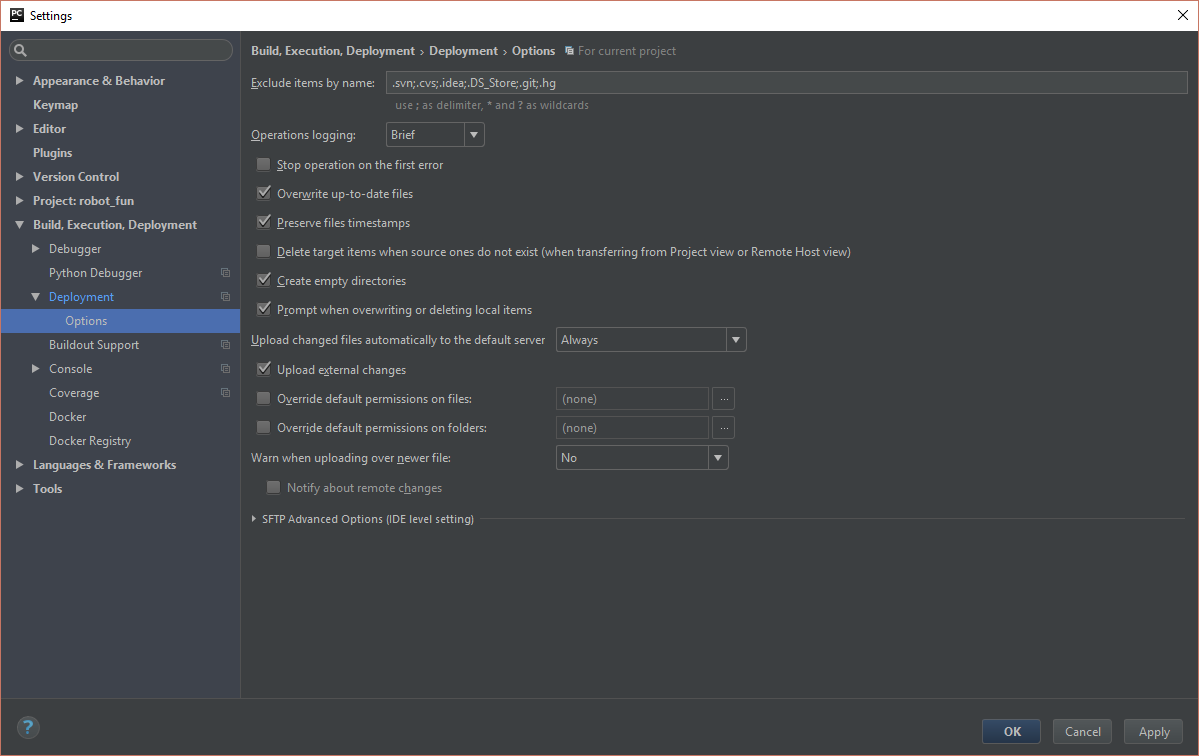 PC Settings
Appearance & Behavior
Keymap
Editor
Plugins
Version Control
Project: robot_fun
Build, Execution, Deployment
Debugger
Python Debugger
Deployment
Options
Buildout Support
Console
Coverage
Docker
Docker Registry
Languages & Frameworks
Tools
Build, Execution, Deployment › Deployment › Options For current project
Exclude items by name: .svn;.cvs;.idea;.DS_Store;.git;.hg
use ; as delimiter, * and ? as wildcards
Operations logging: Brief
Stop operation on the first error
Overwrite up-to-date files
Preserve files timestamps
Delete target items when source ones do not exist (when transferring from Project view or Remote Host view)
Create empty directories
Prompt when overwriting or deleting local items
Upload changed files automatically to the default server Always
Upload external changes
Override default permissions on files: (none) ...
Override default permissions on folders: (none) ...
Warn when uploading over newer file: No
Notify about remote changes
SFTP Advanced Options (IDE level setting)
? OK Cancel Apply